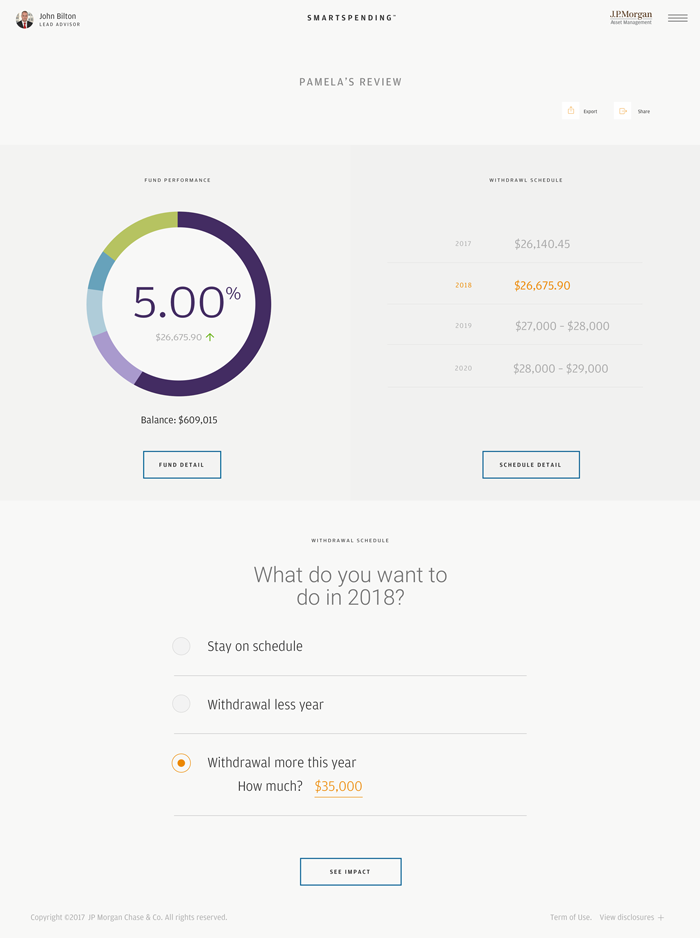 John Bilton
LEAD ADVISOR
SMARTSPENDING™
J.P.Morgan
Asset Management
PAMELA'S REVIEW
Export
Share
FUND PERFORMANCE
5.00%
$26,675.90
Balance: $609,015
FUND DETAIL
WITHDRAWL SCHEDULE
2017 $26,140.45
2018 $26,675.90
2019 $27,000 – $28,000
2020 $28,000 – $29,000
SCHEDULE DETAIL
WITHDRAWAL SCHEDULE
What do you want to
do in 2018?
Stay on schedule
Withdrawal less year
Withdrawal more this year
How much? $35,000
SEE IMPACT
Copyright ©2017 JP Morgan Chase & Co. All rights reserved.
Term of Use. View disclosures +